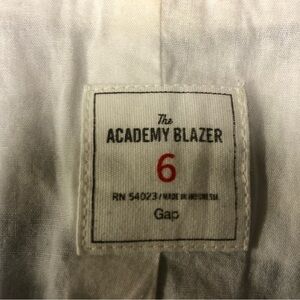 The
ACADEMY BLAZER
6
RN 54023 / MADE IN INDONESIA
Gap